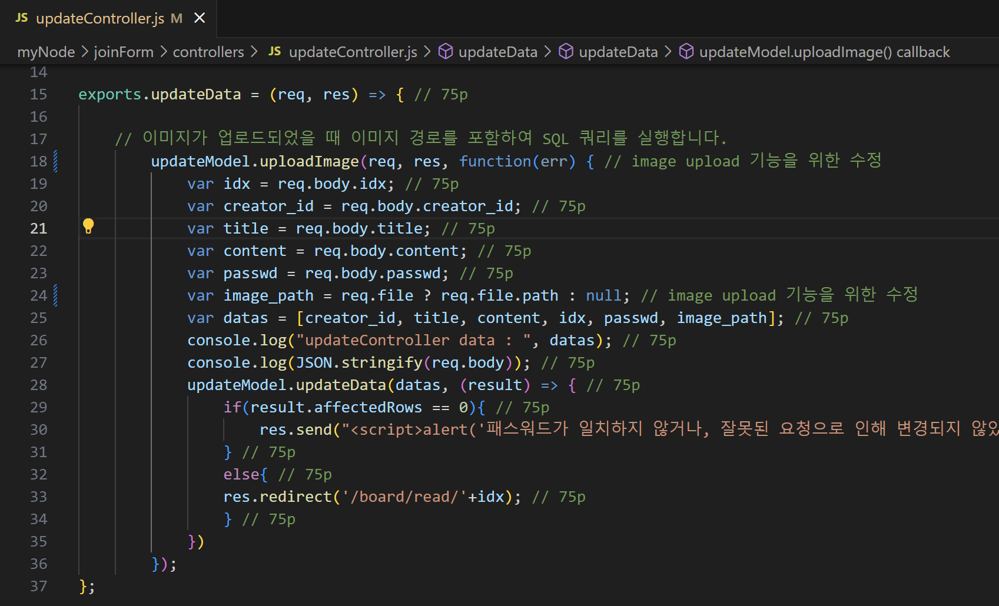 JS updateController.js M
myNode > joinForm > controllers > JS updateController.js > updateData > updateData > updateModel.uploadImage() callback
14
15 exports.updateData = (req, res) => { // 75p
16
17 // 이미지가 업로드되었을 때 이미지 경로를 포함하여 SQL 쿼리를 실행합니다.
18 updateModel.uploadImage(req, res, function(err) { // image upload 기능을 위한 수정
19 var idx = req.body.idx; // 75p
20 var creator_id = req.body.creator_id; // 75p
21 var title = req.body.title; // 75p
22 var content = req.body.content; // 75p
23 var passwd = req.body.passwd; // 75p
24 var image_path = req.file ? req.file.path : null; // image upload 기능을 위한 수정
25 var datas = [creator_id, title, content, idx, passwd, image_path]; // 75p
26 console.log("updateController data : ", datas); // 75p
27 console.log(JSON.stringify(req.body)); // 75p
28 updateModel.updateData(datas, (result) => { // 75p
29 if(result.affectedRows == 0){ // 75p
30 res.send("<script>alert('패스워드가 일치하지 않거나, 잘못된 요청으로 인해 변경되지 않았
31 } // 75p
32 else{ // 75p
33 res.redirect('/board/read/'+idx); // 75p
34 } // 75p
35 })
36 });
37 };